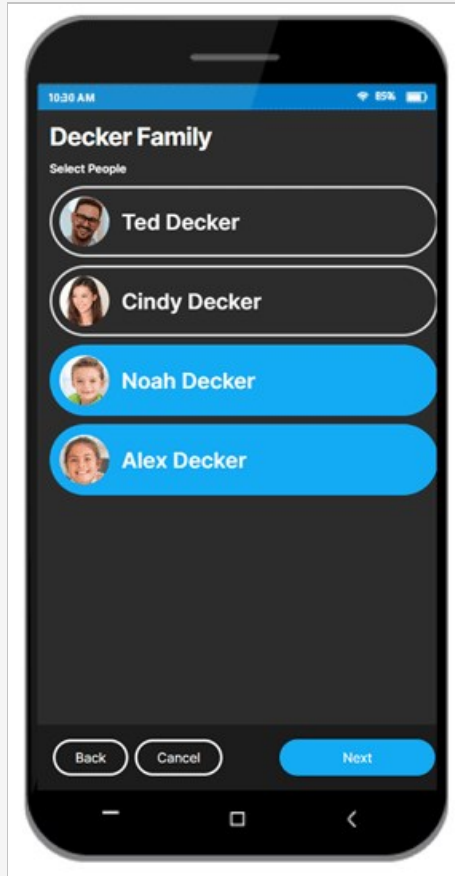 10:30 AM 85%
Decker Family
Select People
Ted Decker
Cindy Decker
Noah Decker
Alex Decker
Back Cancel Next